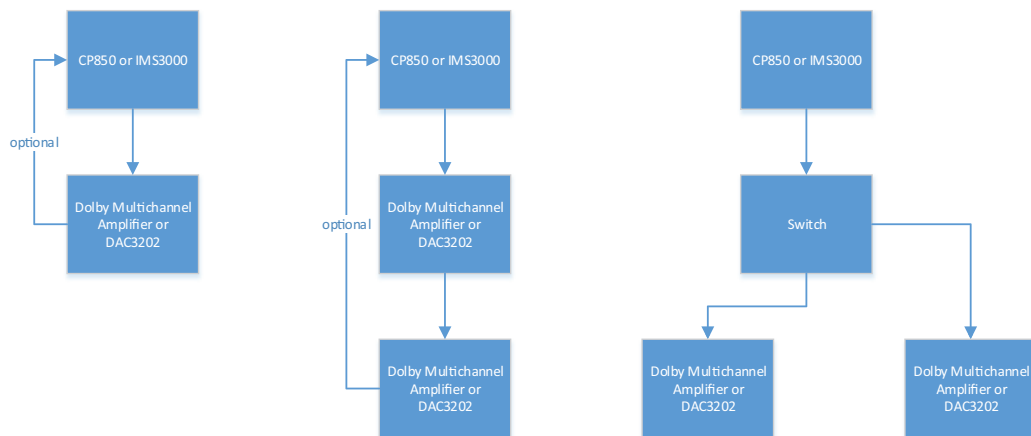 CP850 or IMS3000
optional
Dolby Multichannel
Amplifier or
DAC3202
CP850 or IMS3000
Dolby Multichannel
Amplifier or
DAC3202
optional
Dolby Multichannel
Amplifier or
DAC3202
CP850 or IMS3000
Switch
Dolby Multichannel
Amplifier or
DAC3202
Dolby Multichannel
Amplifier or
DAC3202